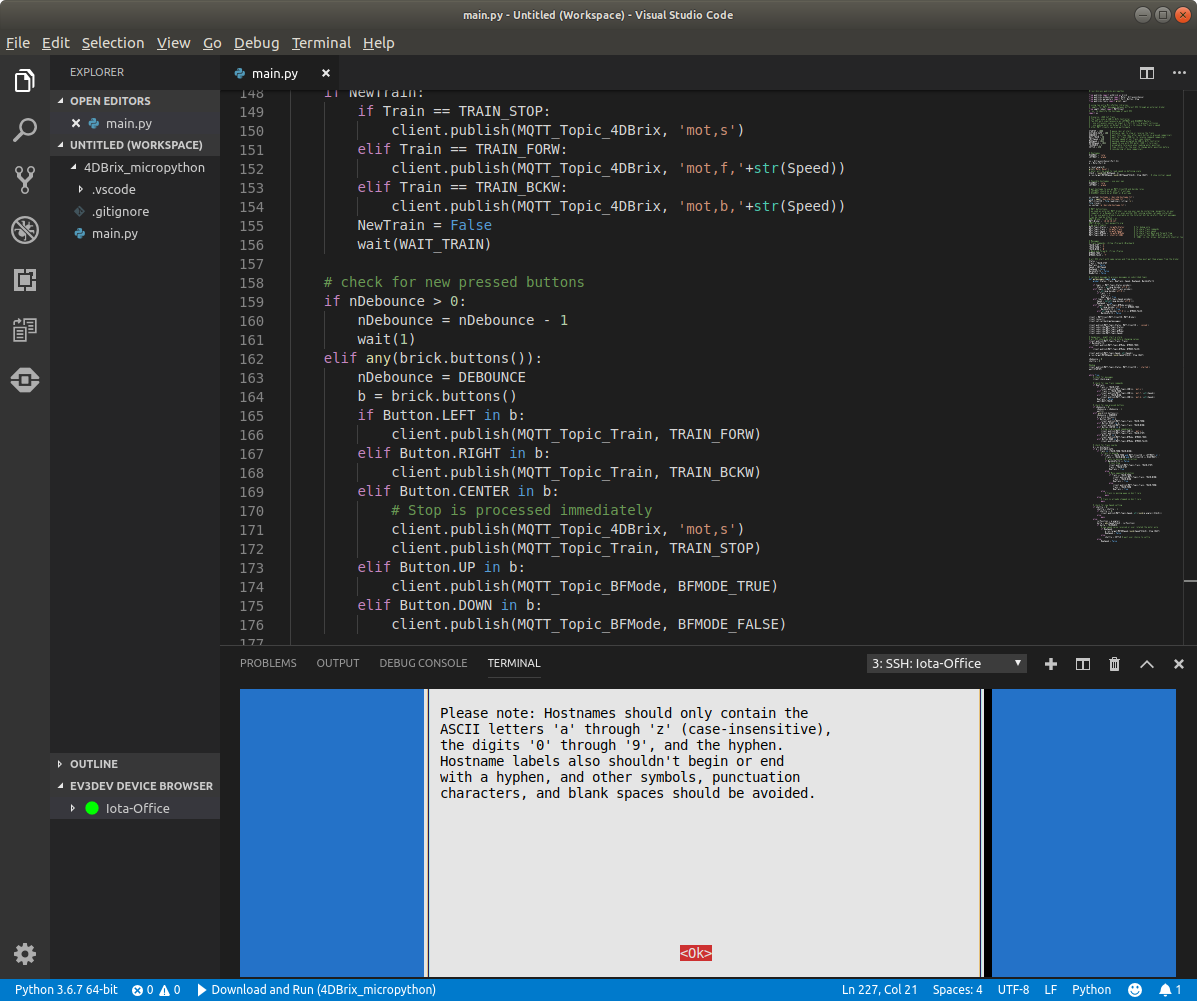 main.py - Untitled (Workspace) - Visual Studio Code
File Edit Selection View Go Debug Terminal Help
EXPLORER
OPEN EDITORS
main.py
UNTITLED (WORKSPACE)
4DBrix_micropython
.vscode
.gitignore
main.py
OUTLINE
EV3DEV DEVICE BROWSER
Iota-Office
main.py
148 if NewTrain:
149 if Train == TRAIN_STOP:
150 client.publish(MQTT_Topic_4DBrix, 'mot,s')
151 elif Train == TRAIN_FORW:
152 client.publish(MQTT_Topic_4DBrix, 'mot,f,'+str(Speed))
153 elif Train == TRAIN_BCKW:
154 client.publish(MQTT_Topic_4DBrix, 'mot,b,'+str(Speed))
155 NewTrain = False
156 wait(WAIT_TRAIN)
157
158 # check for new pressed buttons
159 if nDebounce > 0:
160 nDebounce = nDebounce - 1
161 wait(1)
162 elif any(brick.buttons()):
163 nDebounce = DEBOUNCE
164 b = brick.buttons()
165 if Button.LEFT in b:
166 client.publish(MQTT_Topic_Train, TRAIN_FORW)
167 elif Button.RIGHT in b:
168 client.publish(MQTT_Topic_Train, TRAIN_BCKW)
169 elif Button.CENTER in b:
170 # Stop is processed immediately
171 client.publish(MQTT_Topic_4DBrix, 'mot,s')
172 client.publish(MQTT_Topic_Train, TRAIN_STOP)
173 elif Button.UP in b:
174 client.publish(MQTT_Topic_BFMode, BFMODE_TRUE)
175 elif Button.DOWN in b:
176 client.publish(MQTT_Topic_BFMode, BFMODE_FALSE)
177
PROBLEMS OUTPUT DEBUG CONSOLE TERMINAL 3: SSH: Iota-Office
Please note: Hostnames should only contain the
ASCII letters 'a' through 'z' (case-insensitive),
the digits '0' through '9', and the hyphen.
Hostname labels also shouldn't begin or end
with a hyphen, and other symbols, punctuation
characters, and blank spaces should be avoided.
<Ok>
Python 3.6.7 64-bit 0 0 Download and Run (4DBrix_micropython) Ln 227, Col 21 Spaces: 4 UTF-8 LF Python 1